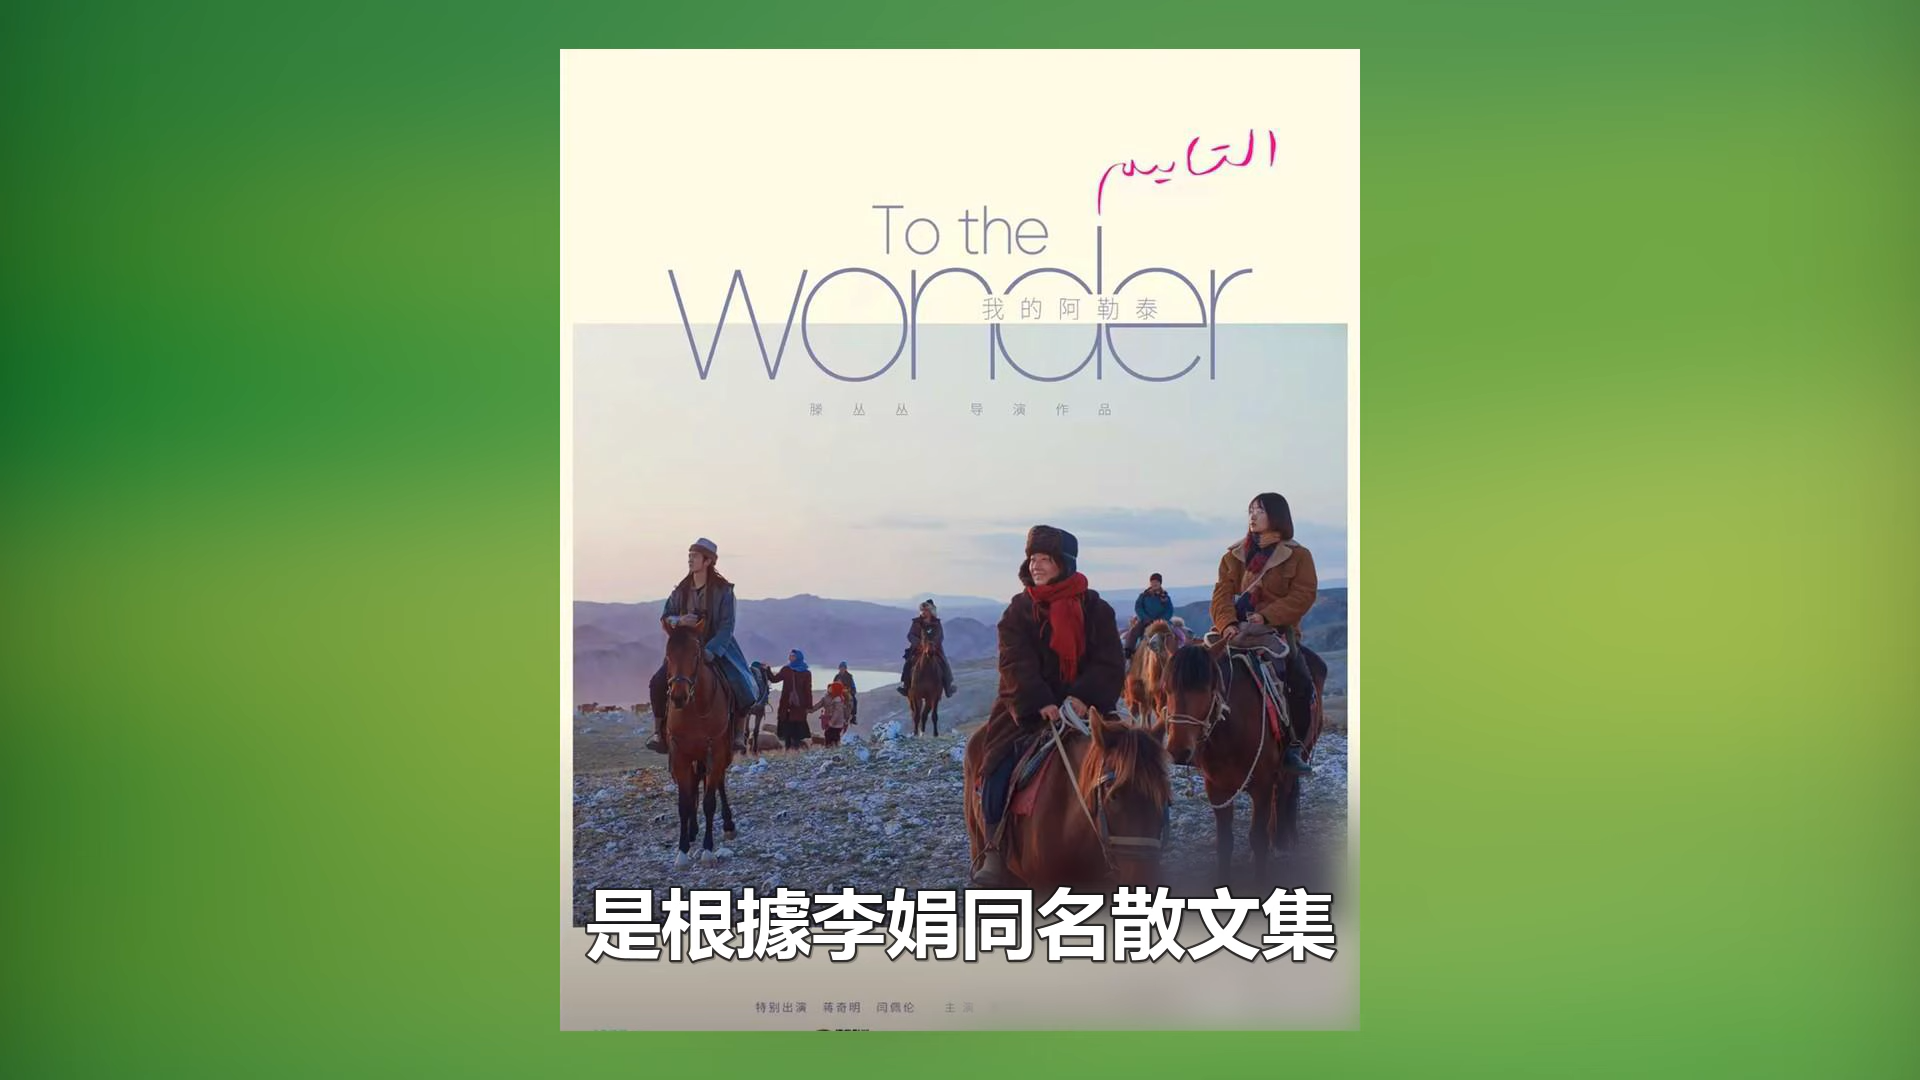 To the
wonder
我的阿勒泰
滕丛丛 导演作品
是根據李娟同名散文集
特别出演 蒋奇明 闫佩伦 主演